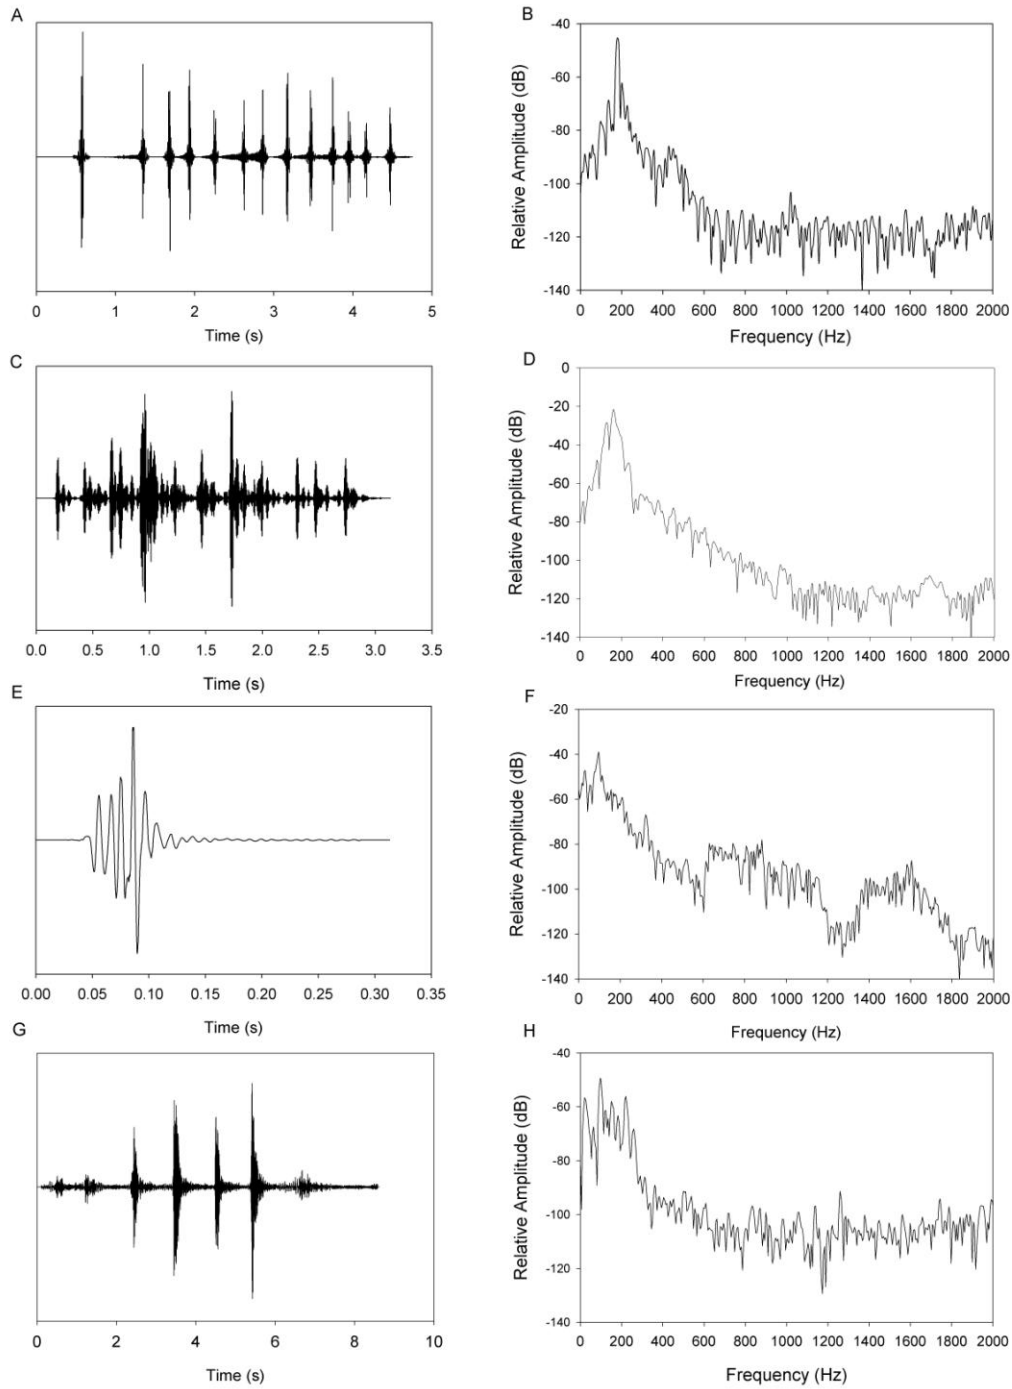 A
0 1 2 3 4 5
Time (s)
B
-40
-60
-80
-100
-120
-140
0 200 400 600 800 1000 1200 1400 1600 1800 2000
Relative Amplitude (dB)
Frequency (Hz)
C
0.0 0.5 1.0 1.5 2.0 2.5 3.0 3.5
Time (s)
D
0
-20
-40
-60
-80
-100
-120
-140
0 200 400 600 800 1000 1200 1400 1600 1800 2000
Relative Amplitude (dB)
Frequency (Hz)
E
0.00 0.05 0.10 0.15 0.20 0.25 0.30 0.35
Time (s)
F
-20
-40
-60
-80
-100
-120
-140
0 200 400 600 800 1000 1200 1400 1600 1800 2000
Relative Amplitude (dB)
Frequency (Hz)
G
0 2 4 6 8 10
Time (s)
H
-40
-60
-80
-100
-120
-140
0 200 400 600 800 1000 1200 1400 1600 1800 2000
Relative Amplitude (dB)
Frequency (Hz)